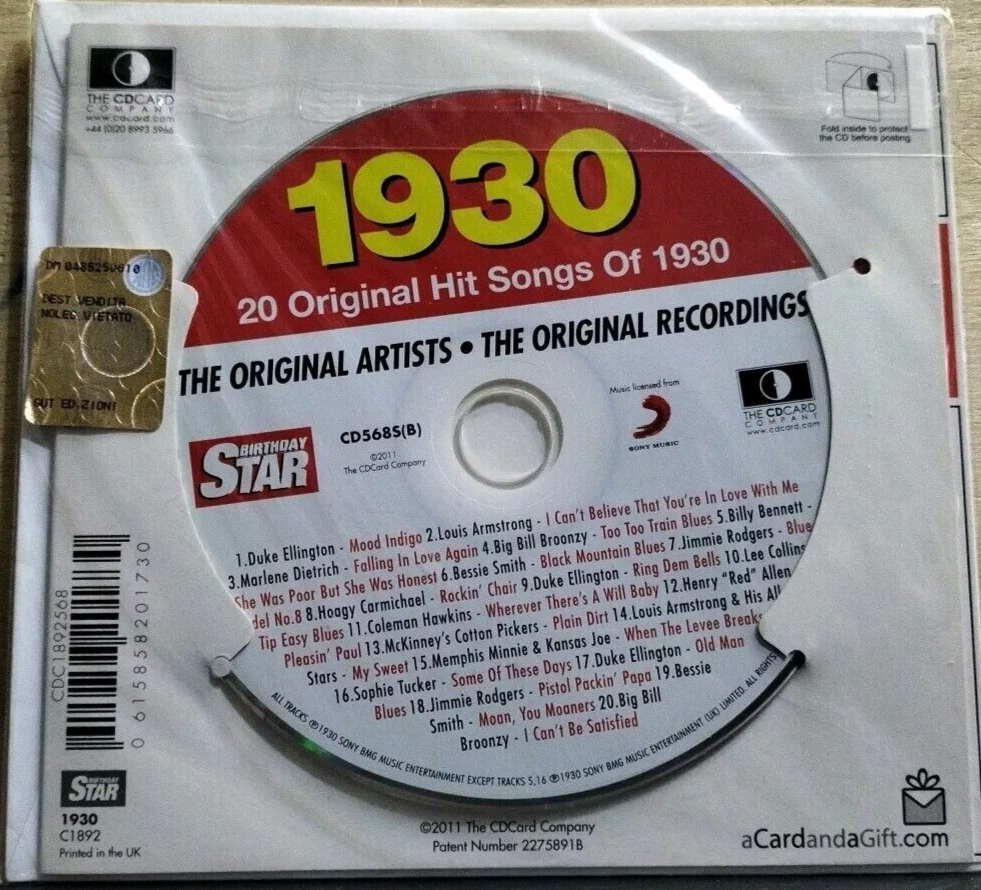 THE CDCARD
COMPANY
www.cdcard.com
+44 (0)20 8993 5966
Fold inside to protect
the CD before posting.
1930
20 Original Hit Songs Of 1930
THE ORIGINAL ARTISTS • THE ORIGINAL RECORDINGS
DEST.VENDITA
NOLEG VIETATO
BIRTHDAY
STAR
CD568S(B)
©2011
The CDCard Company
Music licensed from
SONY MUSIC
THE CDCARD
COMPANY
www.cdcard.com
1.Duke Ellington - Mood Indigo 2.Louis Armstrong - I Can't Believe That You're In Love With Me
3.Marlene Dietrich - Falling In Love Again 4.Big Bill Broonzy - Too Too Train Blues 5.Billy Bennett -
She Was Poor But She Was Honest 6.Bessie Smith - Black Mountain Blues 7.Jimmie Rodgers - Blue
del No.8 8.Hoagy Carmichael - Rockin' Chair 9.Duke Ellington - Ring Dem Bells 10.Lee Collins
Tip Easy Blues 11.Coleman Hawkins - Wherever There's A Will Baby 12.Henry "Red" Allen
Pleasin' Paul 13.McKinney's Cotton Pickers - Plain Dirt 14.Louis Armstrong & His All
Stars - My Sweet 15.Memphis Minnie & Kansas Joe - When The Levee Breaks
16.Sophie Tucker - Some Of These Days 17.Duke Ellington - Old Man
Blues 18.Jimmie Rodgers - Pistol Packin' Papa 19.Bessie
Smith - Moan, You Moaners 20.Big Bill
Broonzy - I Can't Be Satisfied
ALL TRACKS ℗1930 SONY BMG MUSIC ENTERTAINMENT EXCEPT TRACKS 5,16 ℗1930 SONY BMG MUSIC ENTERTAINMENT (UK) LIMITED. ALL RIGHTS
CDC1892568
0 615858201730
BIRTHDAY
STAR
1930
C1892
Printed in the UK
©2011 The CDCard Company
Patent Number 2275891B
aCardandaGift.com